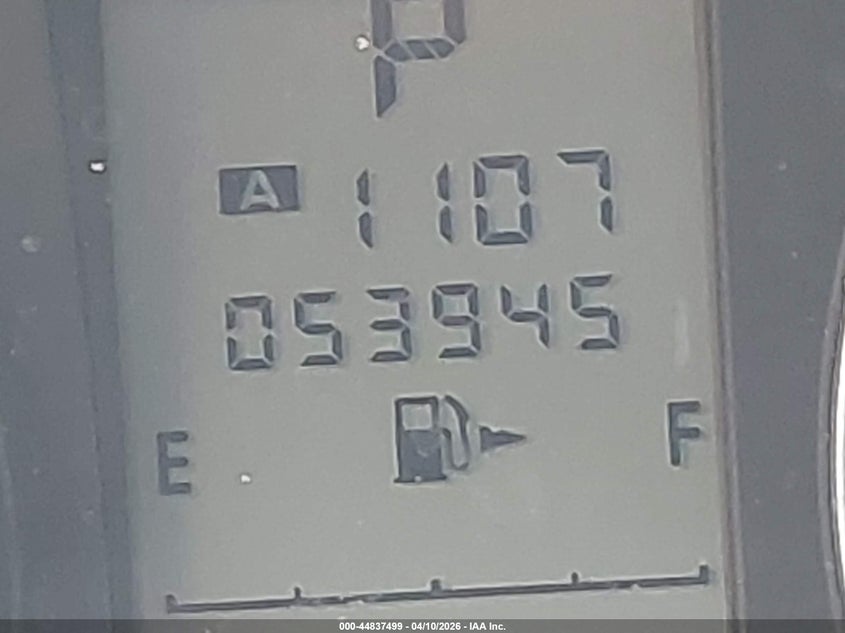 P
A 1107
053945
E F
000-44837499 - 04/10/2026 - IAA Inc.